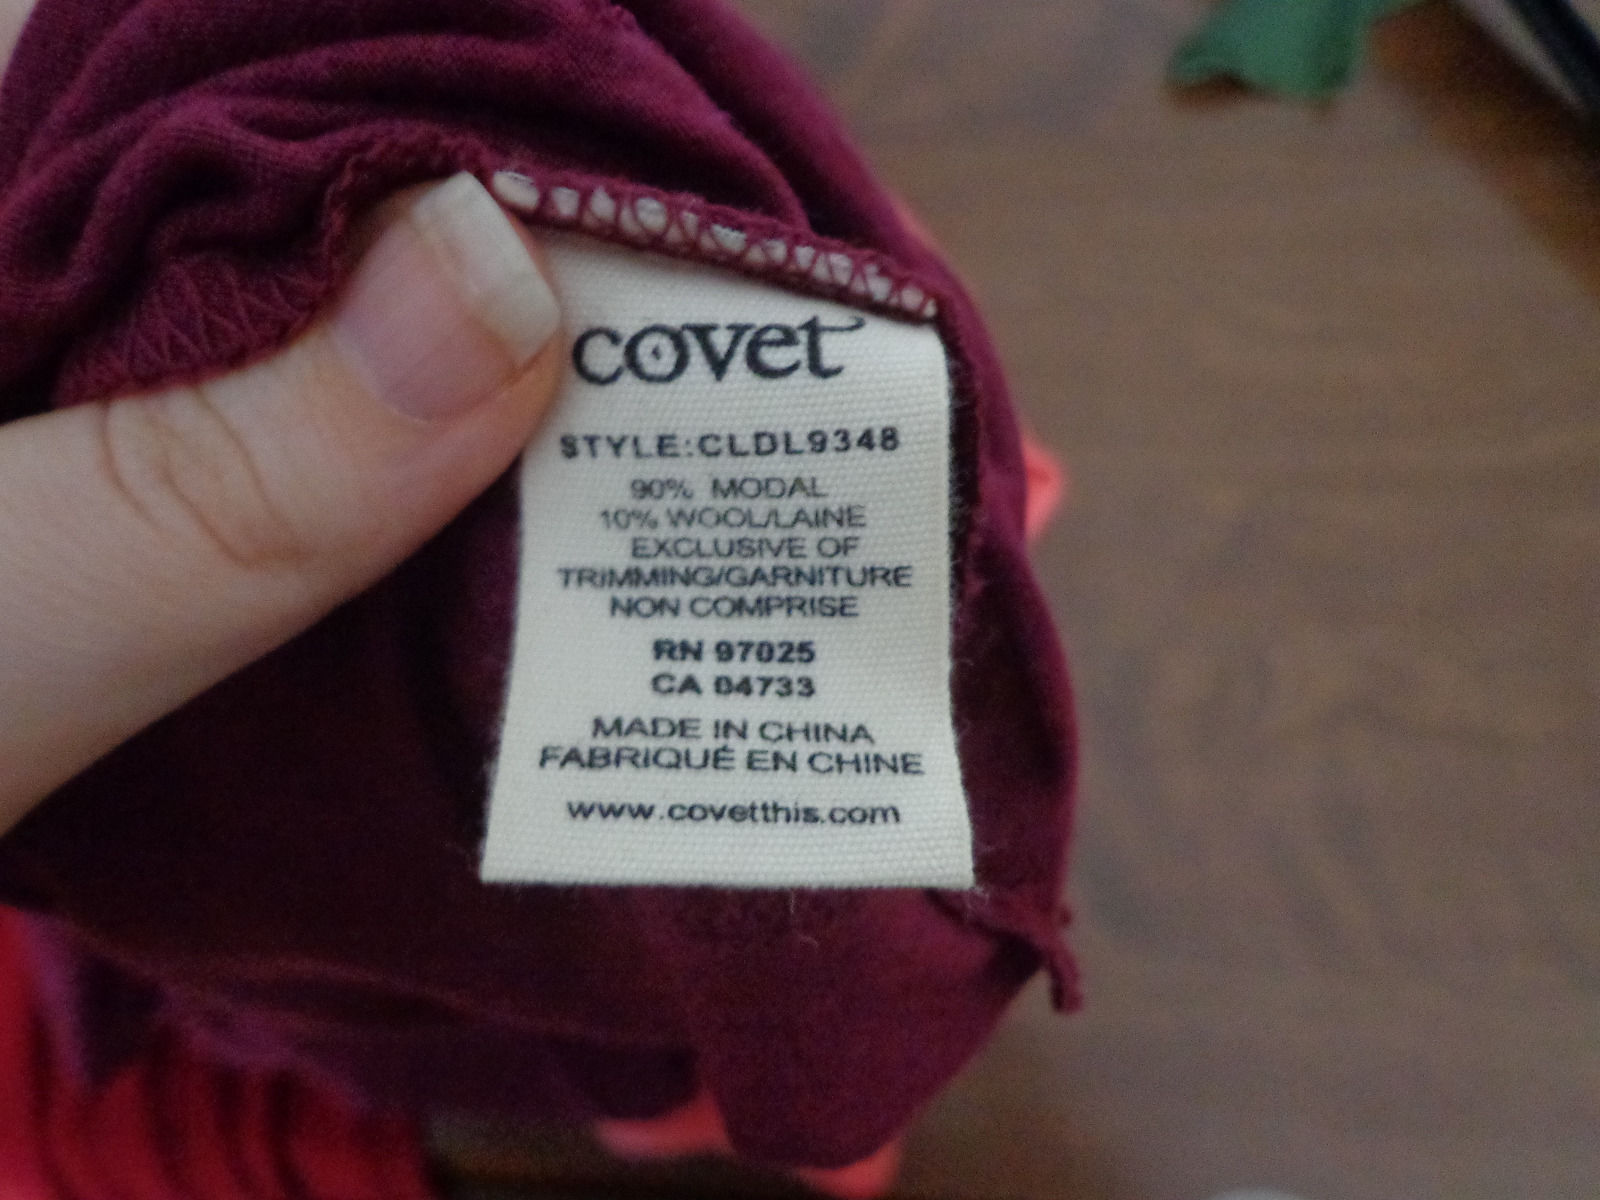 covet
STYLE:CLDL9348
90% MODAL
10% WOOL/LAINE
EXCLUSIVE OF
TRIMMING/GARNITURE
NON COMPRISE
RN 97025
CA 04733
MADE IN CHINA
FABRIQUÉ EN CHINE
www.covetthis.com